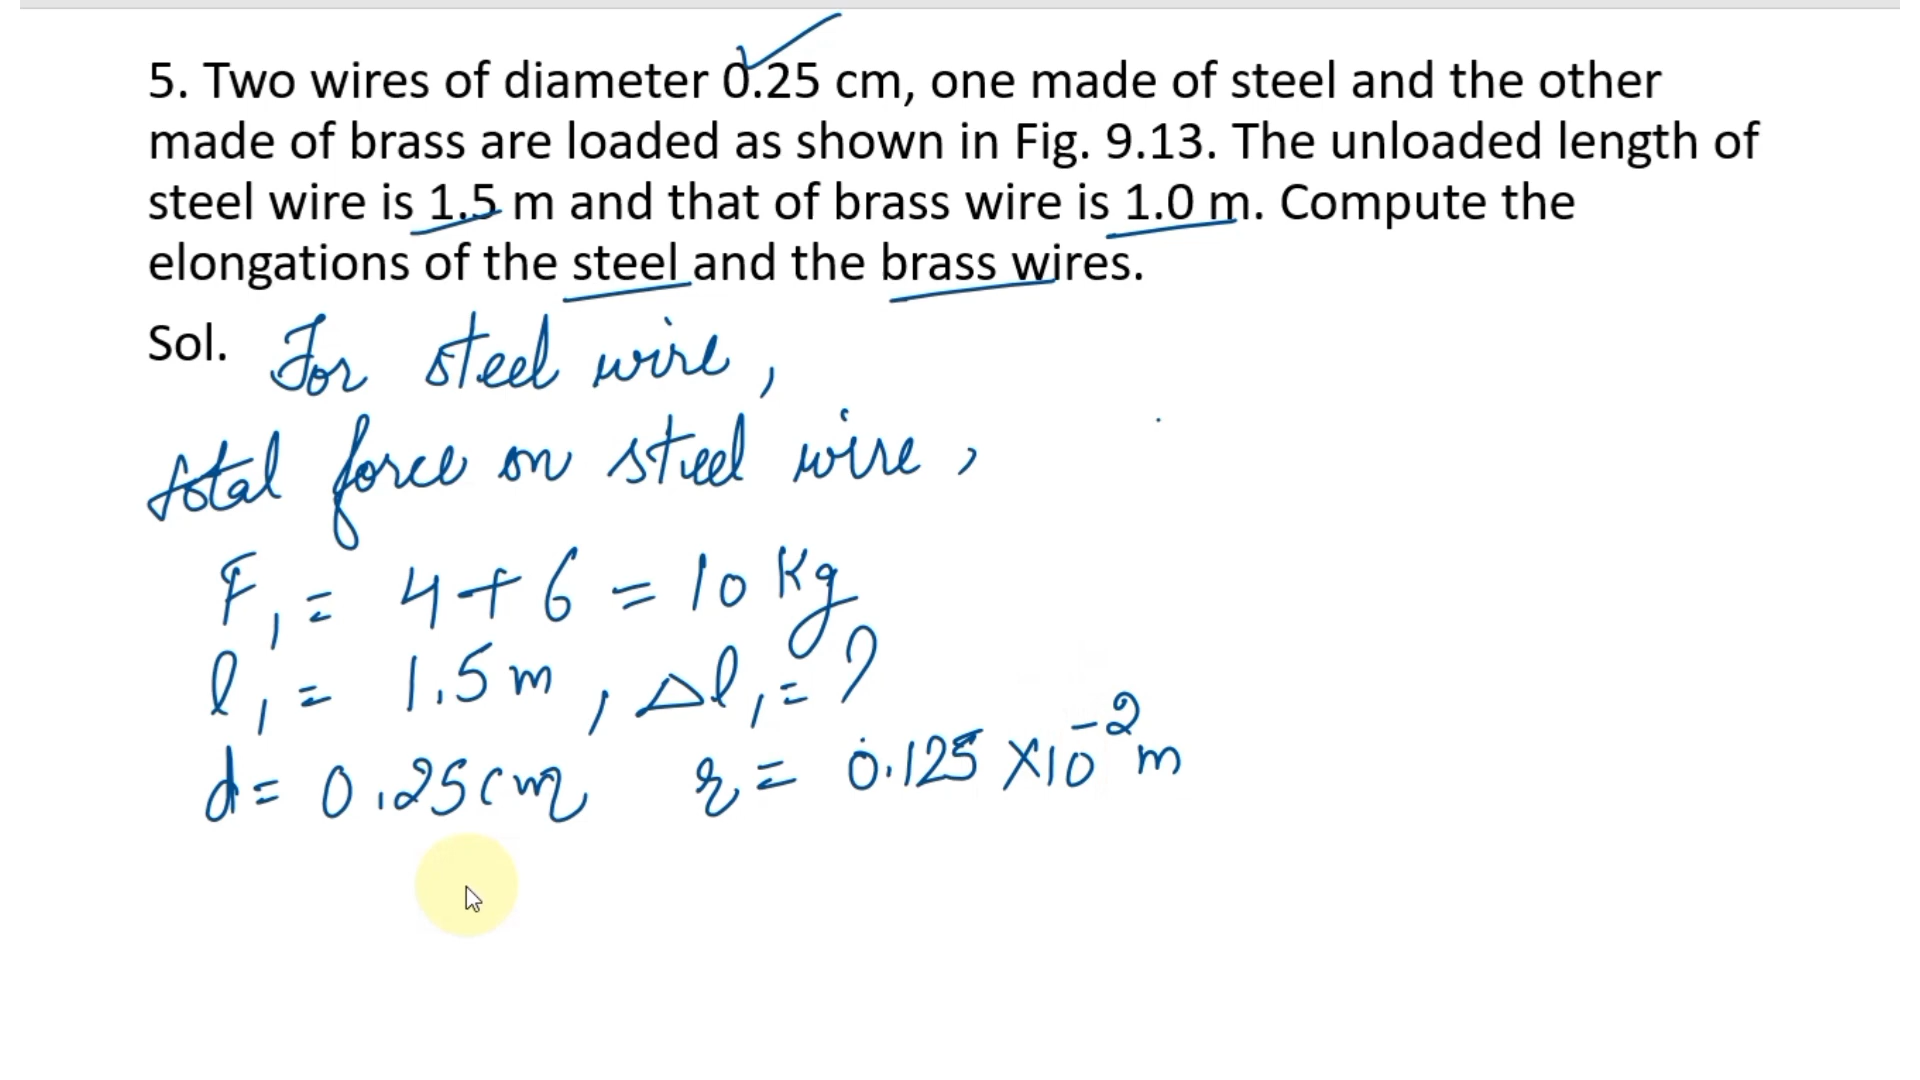 5. Two wires of diameter 0.25 cm, one made of steel and the other
made of brass are loaded as shown in Fig. 9.13. The unloaded length of
steel wire is 1.5 m and that of brass wire is 1.0 m. Compute the
elongations of the steel and the brass wires.
Sol. For steel wire,
total force on steel wire,
F₁ = 4+6 = 10 Kg
l₁ = 1.5 m, Δl₁ = ?
d = 0.25 cm r = 0.125 ×10⁻² m